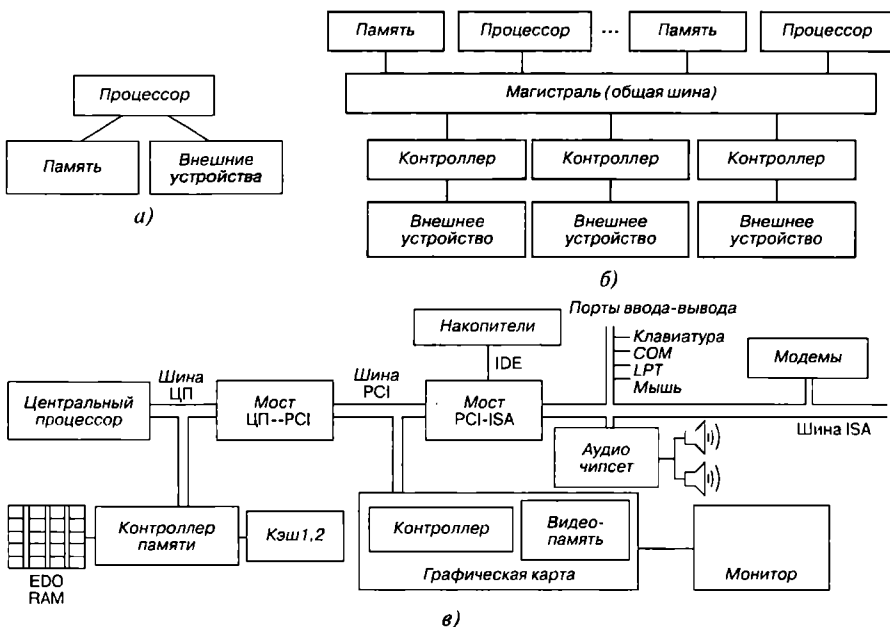 Процессор
Память
Внешние
устройства
а)
Память
Процессор
...
Память
Процессор
Магистраль (общая шина)
Контроллер
Контроллер
Контроллер
Внешнее
устройство
Внешнее
устройство
Внешнее
устройство
б)
Порты ввода-вывода
Накопители
Клавиатура
COM
LPT
Мышь
Модемы
IDE
Шина
ЦП
Шина
PCI
Центральный
процессор
Мост
ЦП--PCI
Мост
PCI-ISA
Шина ISA
Аудио
чипсет
Контроллер
памяти
Кэш1,2
Контроллер
Видео-
память
Графическая карта
Монитор
EDO
RAM
в)